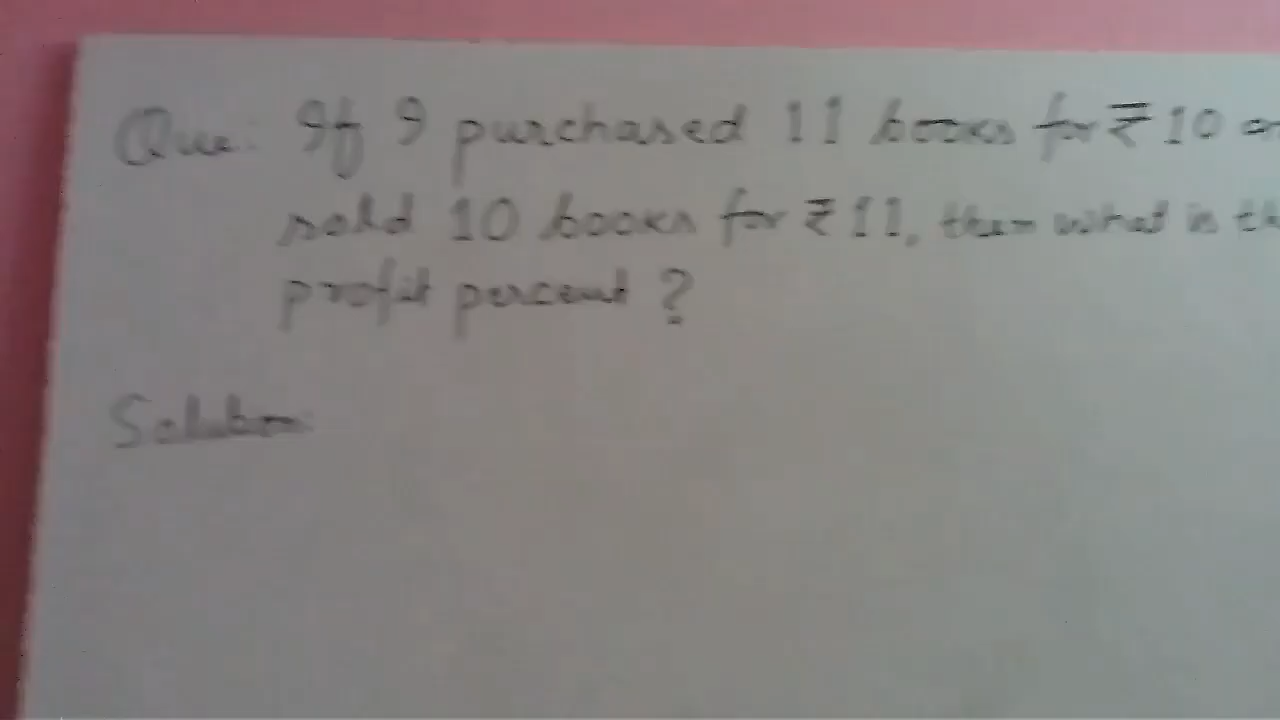 Que: If I purchased 11 books for ₹10
sold 10 books for ₹11, then what is
profit percent ?
Solution: